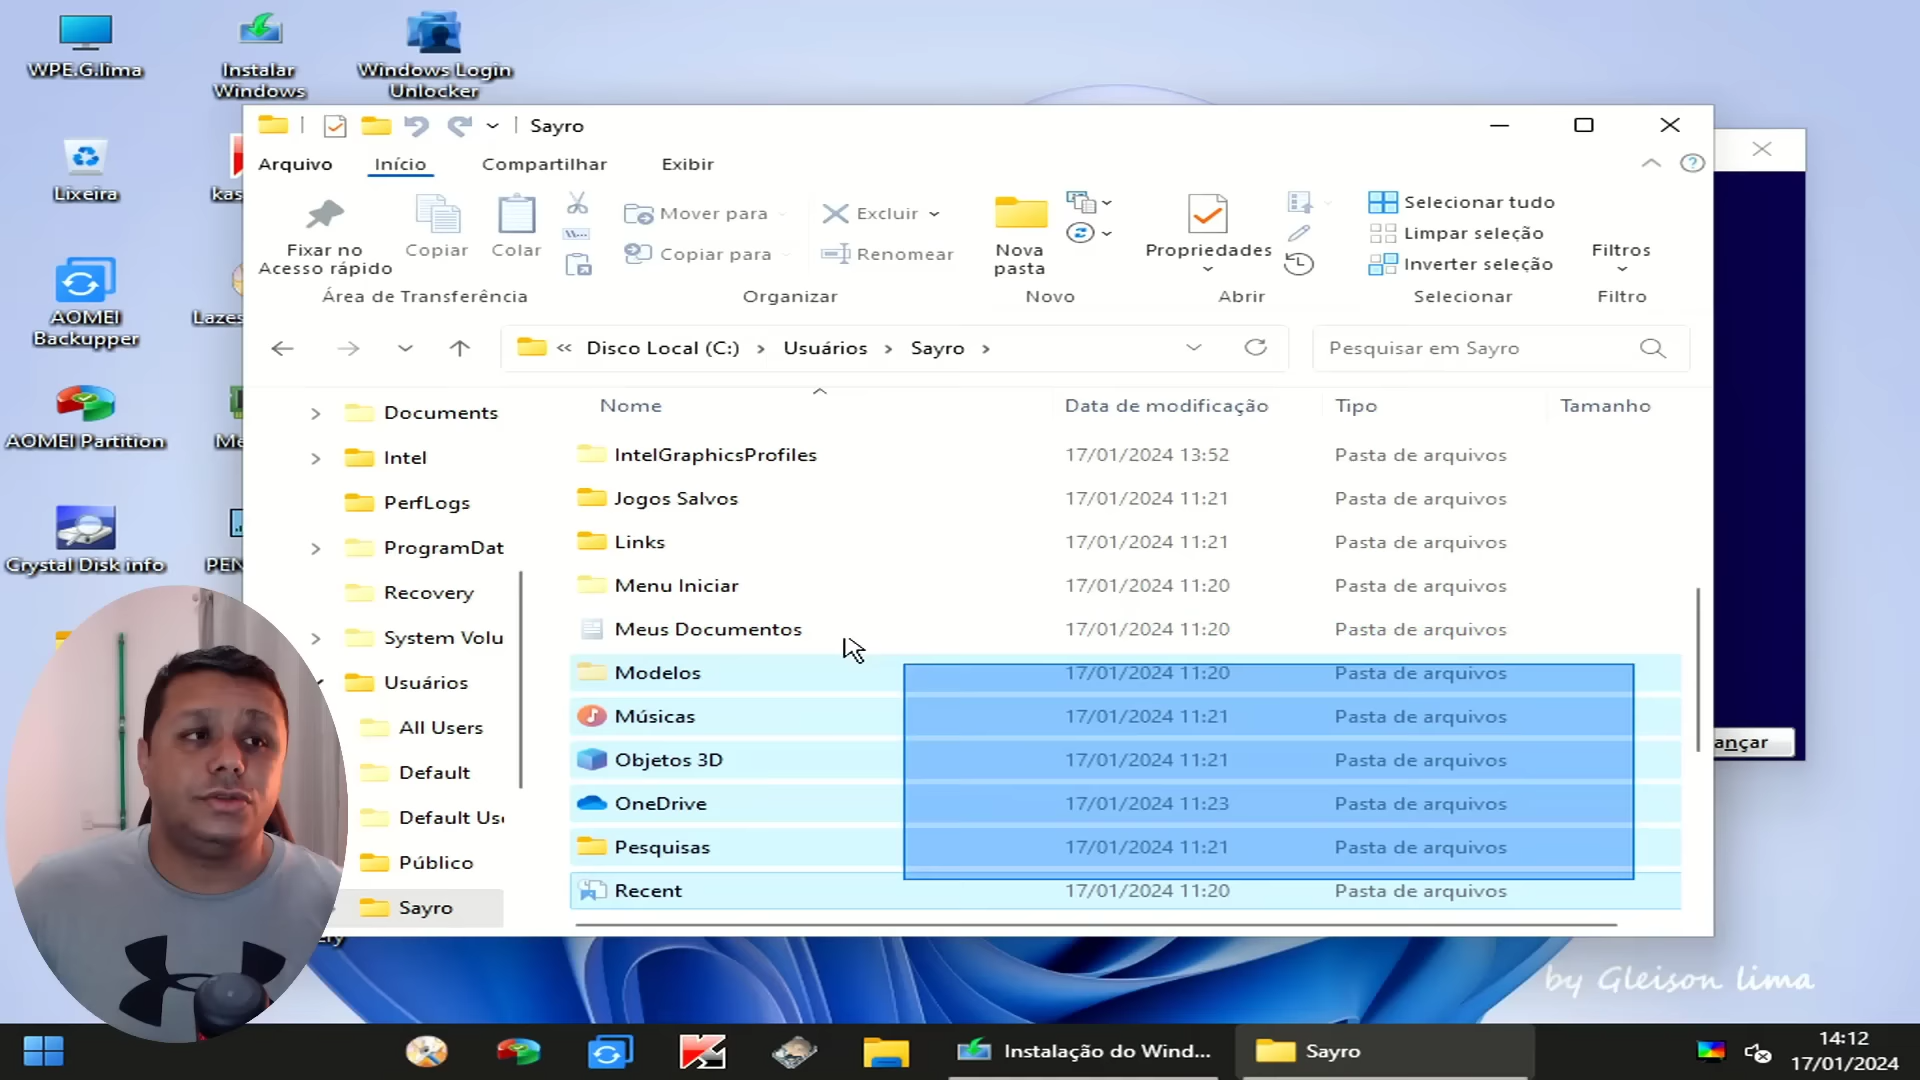 WPE.G.lima
Instalar
Windows
Windows Login
Unlocker
Lixeira
kas
AOMEI
Backupper
Lazes
AOMEI Partition
Me
Crystal Disk info
PEN
Sayro
Arquivo
Início
Compartilhar
Exibir
Fixar no
Acesso rápido
Copiar
Colar
Mover para
Copiar para
Excluir
Renomear
Nova
pasta
Propriedades
Selecionar tudo
Limpar seleção
Inverter seleção
Filtros
Área de Transferência
Organizar
Novo
Abrir
Selecionar
Filtro
« Disco Local (C:) > Usuários > Sayro >
Pesquisar em Sayro
Documents
Intel
PerfLogs
ProgramDat
Recovery
System Volu
Usuários
All Users
Default
Default Us
Público
Sayro
Nome Data de modificação Tipo Tamanho
IntelGraphicsProfiles 17/01/2024 13:52 Pasta de arquivos
Jogos Salvos 17/01/2024 11:21 Pasta de arquivos
Links 17/01/2024 11:21 Pasta de arquivos
Menu Iniciar 17/01/2024 11:20 Pasta de arquivos
Meus Documentos 17/01/2024 11:20 Pasta de arquivos
Modelos 17/01/2024 11:20 Pasta de arquivos
Músicas 17/01/2024 11:21 Pasta de arquivos
Objetos 3D 17/01/2024 11:21 Pasta de arquivos
OneDrive 17/01/2024 11:23 Pasta de arquivos
Pesquisas 17/01/2024 11:21 Pasta de arquivos
Recent 17/01/2024 11:20 Pasta de arquivos
ançar
by Gleison lima
Instalação do Wind...
Sayro
14:12
17/01/2024